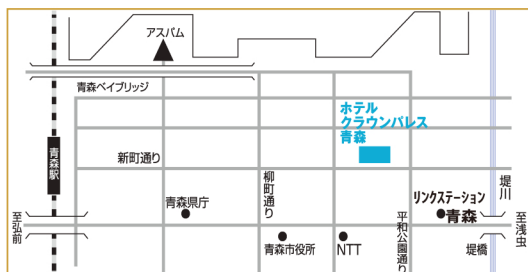 アスパム
青森ベイブリッジ
ホテル
クラウンパレス
青森
青森駅
新町通り
柳町通り
堤川
リンクステーション
青森
青森県庁
至弘前
平和公園通り
至浅虫
青森市役所
NTT
堤橋